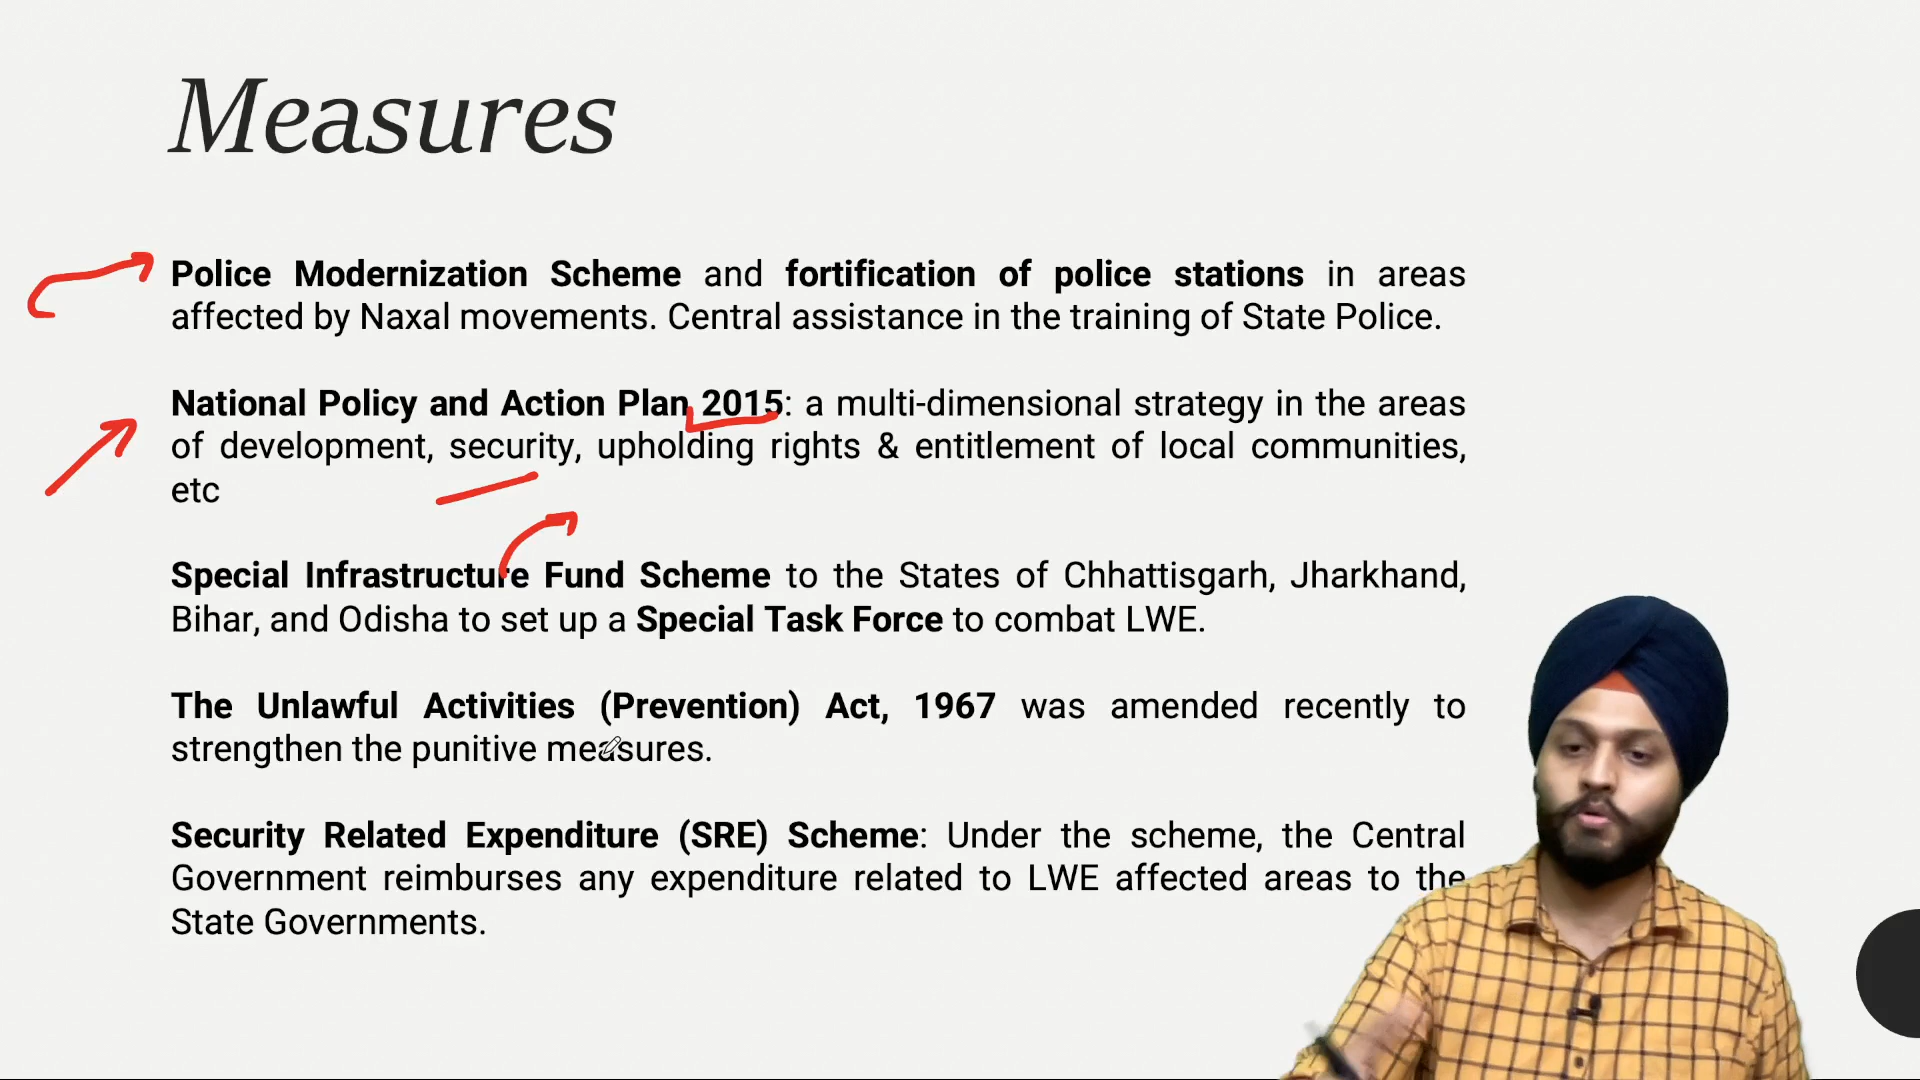 Measures
Police Modernization Scheme and fortification of police stations in areas
affected by Naxal movements. Central assistance in the training of State Police.
National Policy and Action Plan 2015: a multi-dimensional strategy in the areas
of development, security, upholding rights & entitlement of local communities,
etc
Special Infrastructure Fund Scheme to the States of Chhattisgarh, Jharkhand,
Bihar, and Odisha to set up a Special Task Force to combat LWE.
The Unlawful Activities (Prevention) Act, 1967 was amended recently to
strengthen the punitive measures.
Security Related Expenditure (SRE) Scheme: Under the scheme, the Central
Government reimburses any expenditure related to LWE affected areas to the
State Governments.